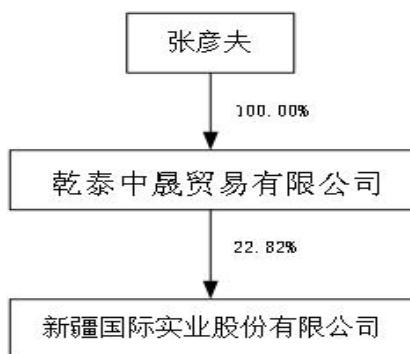 张彦夫
100.00%
乾泰中晟贸易有限公司
22.82%
新疆国际实业股份有限公司